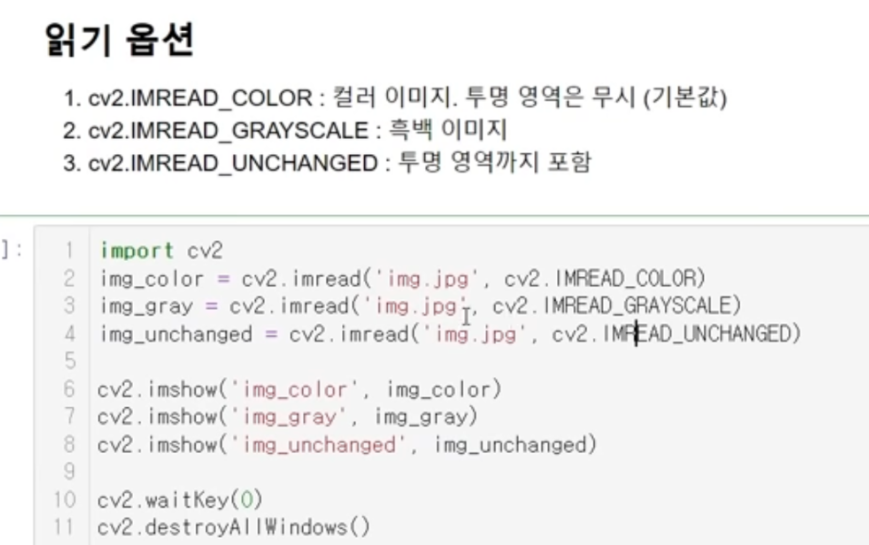 읽기 옵션
1. cv2.IMREAD_COLOR : 컬러 이미지. 투명 영역은 무시 (기본값)
2. cv2.IMREAD_GRAYSCALE : 흑백 이미지
3. cv2.IMREAD_UNCHANGED : 투명 영역까지 포함
]:
1 import cv2
2 img_color = cv2.imread('img.jpg', cv2.IMREAD_COLOR)
3 img_gray = cv2.imread('img.jpg', cv2.IMREAD_GRAYSCALE)
4 img_unchanged = cv2.imread('img.jpg', cv2.IMREAD_UNCHANGED)
5
6 cv2.imshow('img_color', img_color)
7 cv2.imshow('img_gray', img_gray)
8 cv2.imshow('img_unchanged', img_unchanged)
9
10 cv2.waitKey(0)
11 cv2.destroyAllWindows()